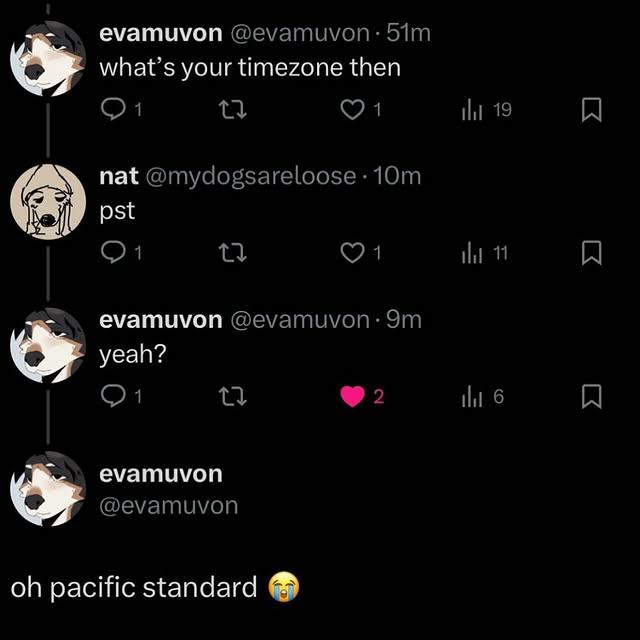 evamuvon @evamuvon · 51m
what's your timezone then
1 1 19
nat @mydogsareloose · 10m
pst
1 1 11
evamuvon @evamuvon · 9m
yeah?
1 2 6
evamuvon
@evamuvon
oh pacific standard 😭